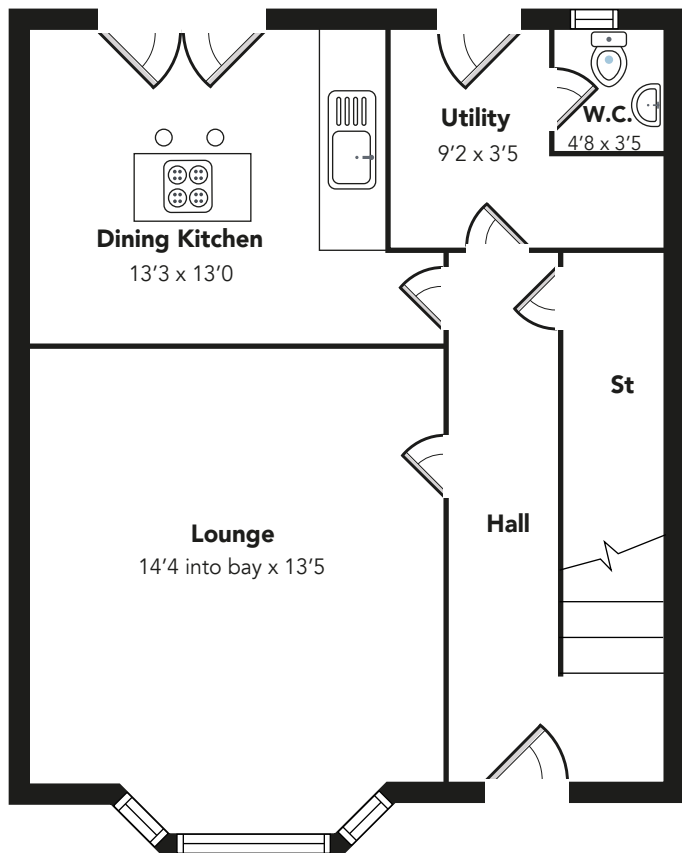 Utility
9’2 x 3’5
W.C.
4’8 x 3’5
Dining Kitchen
13’3 x 13’0
St
Hall
Lounge
14’4 into bay x 13’5